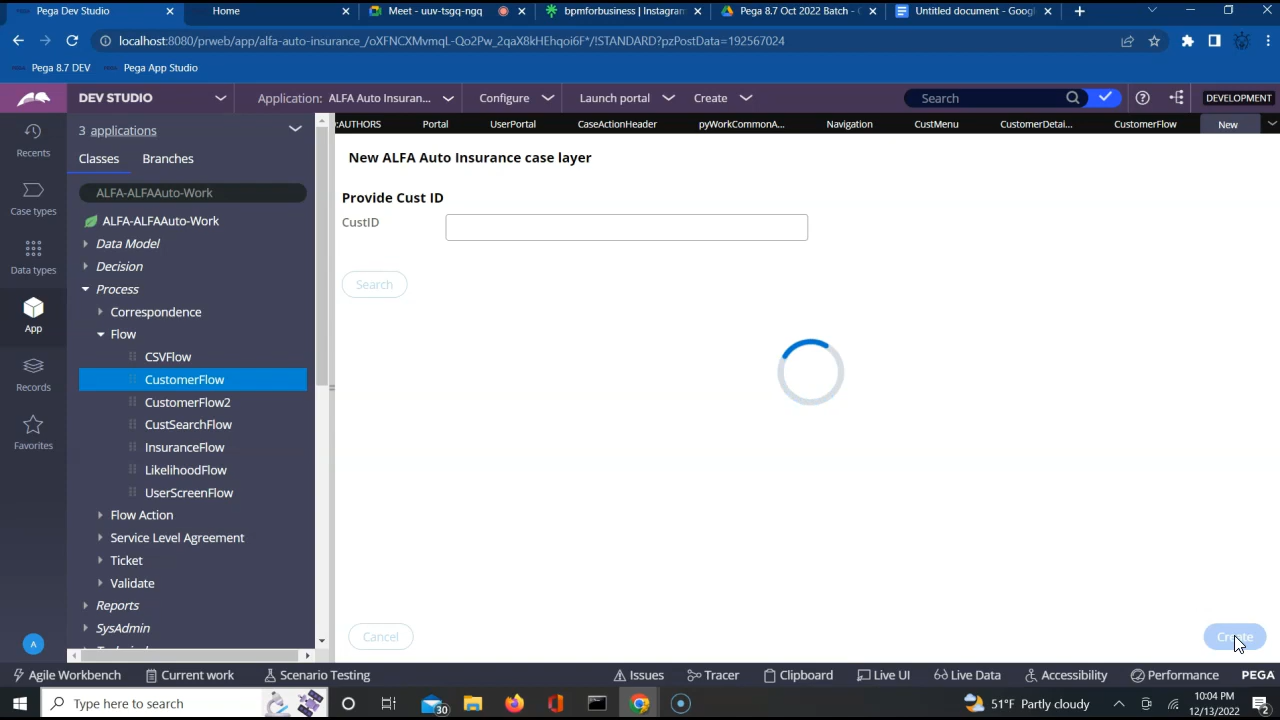 Pega Dev Studio
Home
Meet - uuv-tsgq-ngq
bpmforbusiness | Instagram
Pega 8.7 Oct 2022 Batch -
Untitled document - Googl
localhost:8080/prweb/app/alfa-auto-insurance_/oXFNCXMvmqL-Qo2Pw_2qaX8kHEhqoi6F*/!STANDARD?pzPostData=192567024
Pega 8.7 DEV
Pega App Studio
DEV STUDIO
Application: ALFA Auto Insuran...
Configure
Launch portal
Create
Search
DEVELOPMENT
:AUTHORS
Portal
UserPortal
CaseActionHeader
pyWorkCommonA...
Navigation
CustMenu
CustomerDetai...
CustomerFlow
New
Recents
Case types
Data types
App
Records
Favorites
A
3 applications
Classes
Branches
ALFA-ALFAAuto-Work
ALFA-ALFAAuto-Work
Data Model
Decision
Process
Correspondence
Flow
CSVFlow
CustomerFlow
CustomerFlow2
CustSearchFlow
InsuranceFlow
LikelihoodFlow
UserScreenFlow
Flow Action
Service Level Agreement
Ticket
Validate
Reports
SysAdmin
New ALFA Auto Insurance case layer
Provide Cust ID
CustID
Search
Cancel
Create
Agile Workbench
Current work
Scenario Testing
Issues
Tracer
Clipboard
Live UI
Live Data
Accessibility
Performance
PEGA
Type here to search
30
51°F Partly cloudy
10:04 PM
12/13/2022
2